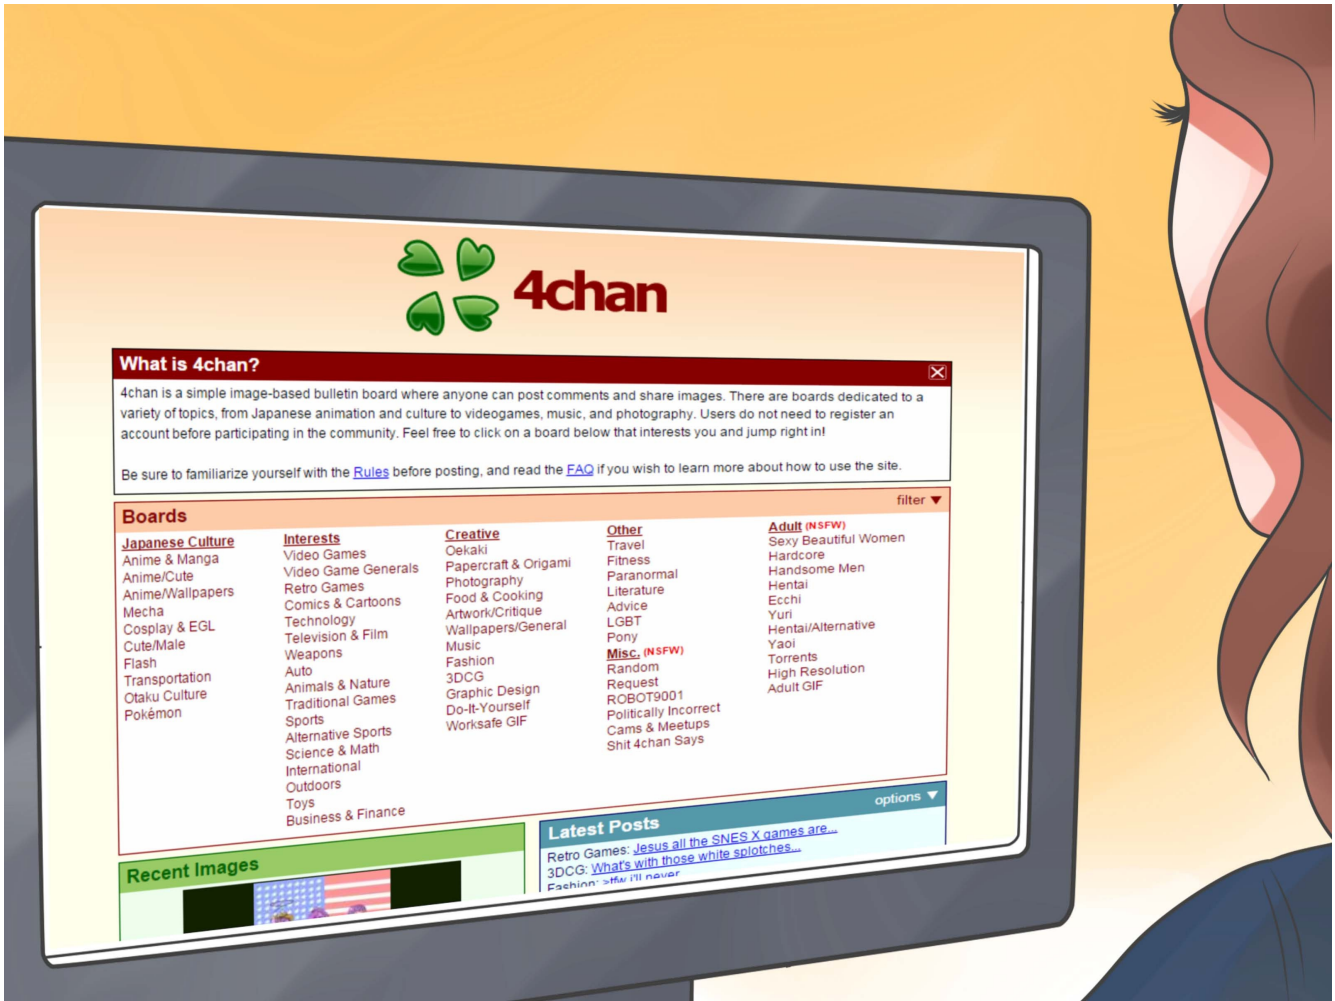 4chan
What is 4chan?
4chan is a simple image-based bulletin board where anyone can post comments and share images. There are boards dedicated to a
variety of topics, from Japanese animation and culture to videogames, music, and photography. Users do not need to register an
account before participating in the community. Feel free to click on a board below that interests you and jump right in!
Be sure to familiarize yourself with the Rules before posting, and read the FAQ if you wish to learn more about how to use the site.
Boards
filter ▼
Japanese Culture
Anime & Manga
Anime/Cute
Anime/Wallpapers
Mecha
Cosplay & EGL
Cute/Male
Flash
Transportation
Otaku Culture
Pokémon
Interests
Video Games
Video Game Generals
Retro Games
Comics & Cartoons
Technology
Television & Film
Weapons
Auto
Animals & Nature
Traditional Games
Sports
Alternative Sports
Science & Math
International
Outdoors
Toys
Business & Finance
Creative
Oekaki
Papercraft & Origami
Photography
Food & Cooking
Artwork/Critique
Wallpapers/General
Music
Fashion
3DCG
Graphic Design
Do-It-Yourself
Worksafe GIF
Other
Travel
Fitness
Paranormal
Literature
Advice
LGBT
Pony
Misc. (NSFW)
Random
Request
ROBOT9001
Politically Incorrect
Cams & Meetups
Shit 4chan Says
Adult (NSFW)
Sexy Beautiful Women
Hardcore
Handsome Men
Hentai
Ecchi
Yuri
Hentai/Alternative
Yaoi
Torrents
High Resolution
Adult GIF
Recent Images
Latest Posts
options ▼
Retro Games: Jesus all the SNES X games are...
3DCG: What's with those white splotches...
Fashion: >tfw i'll never